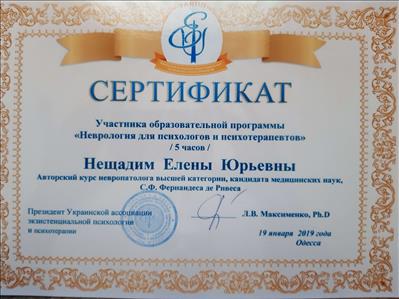 СЕРТИФИКАТ
Участника образовательной программы
«Неврология для психологов и психотерапевтов»
/ 5 часов /
Нещадим Елены Юрьевны
Авторский курс невропатолога высшей категории, кандидата медицинских наук,
С.Ф. Фернандеса де Ривеса
Президент Украинской ассоциации
экзистенциальной психологии
и психотерапии
Л.В. Максименко, Ph.D
19 января 2019 года
Одесса